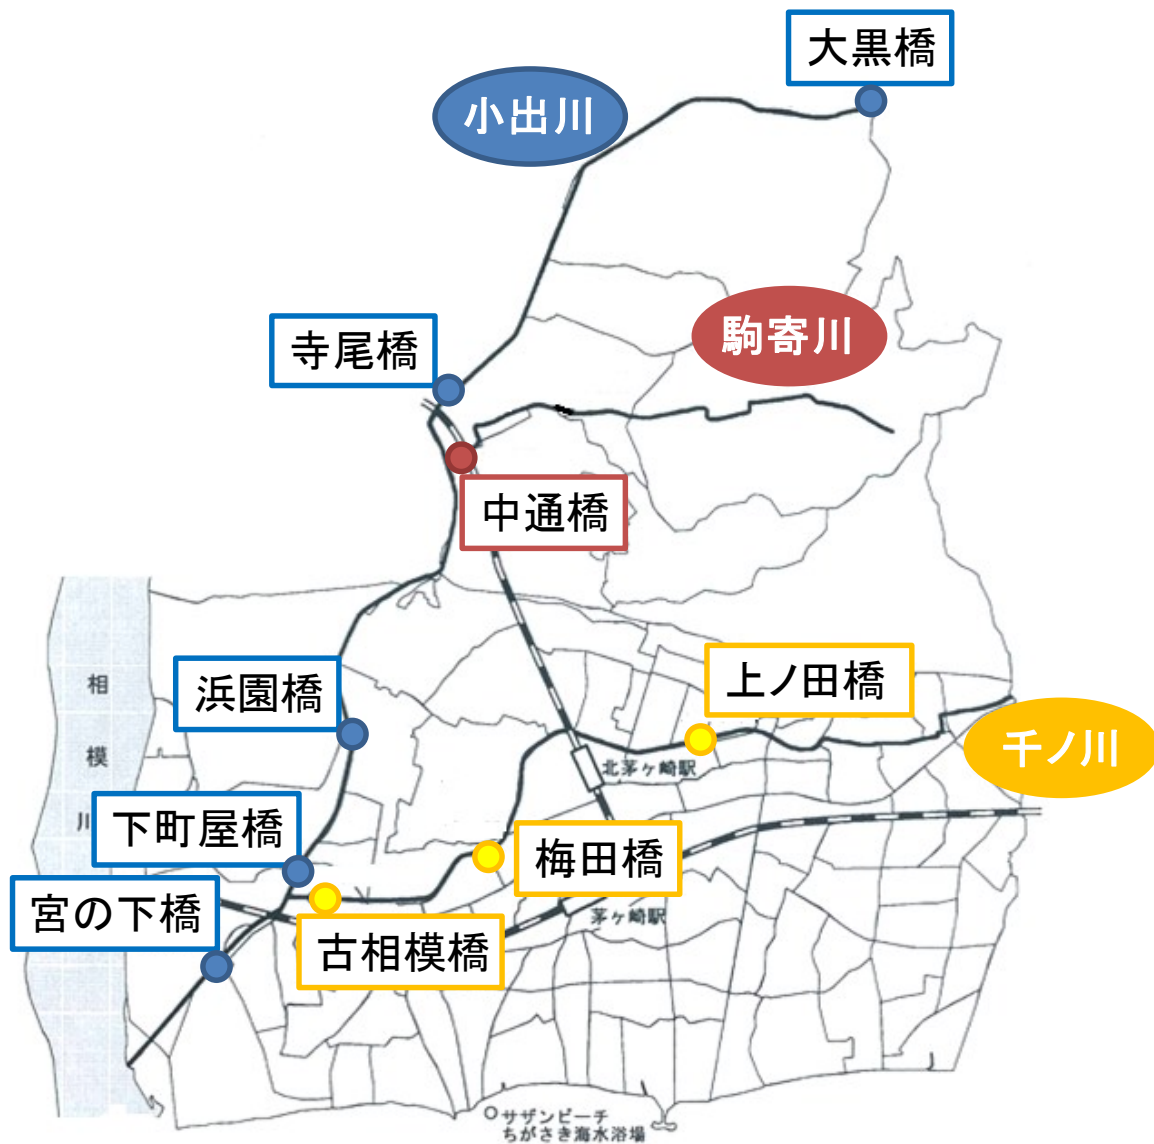 大黒橋
小出川
寺尾橋
駒寄川
中通橋
相
模
川
浜園橋
上ノ田橋
千ノ川
北茅ヶ崎駅
下町屋橋
梅田橋
宮の下橋
茅ヶ崎駅
古相模橋
サザンビーチ
ちがさき海水浴場